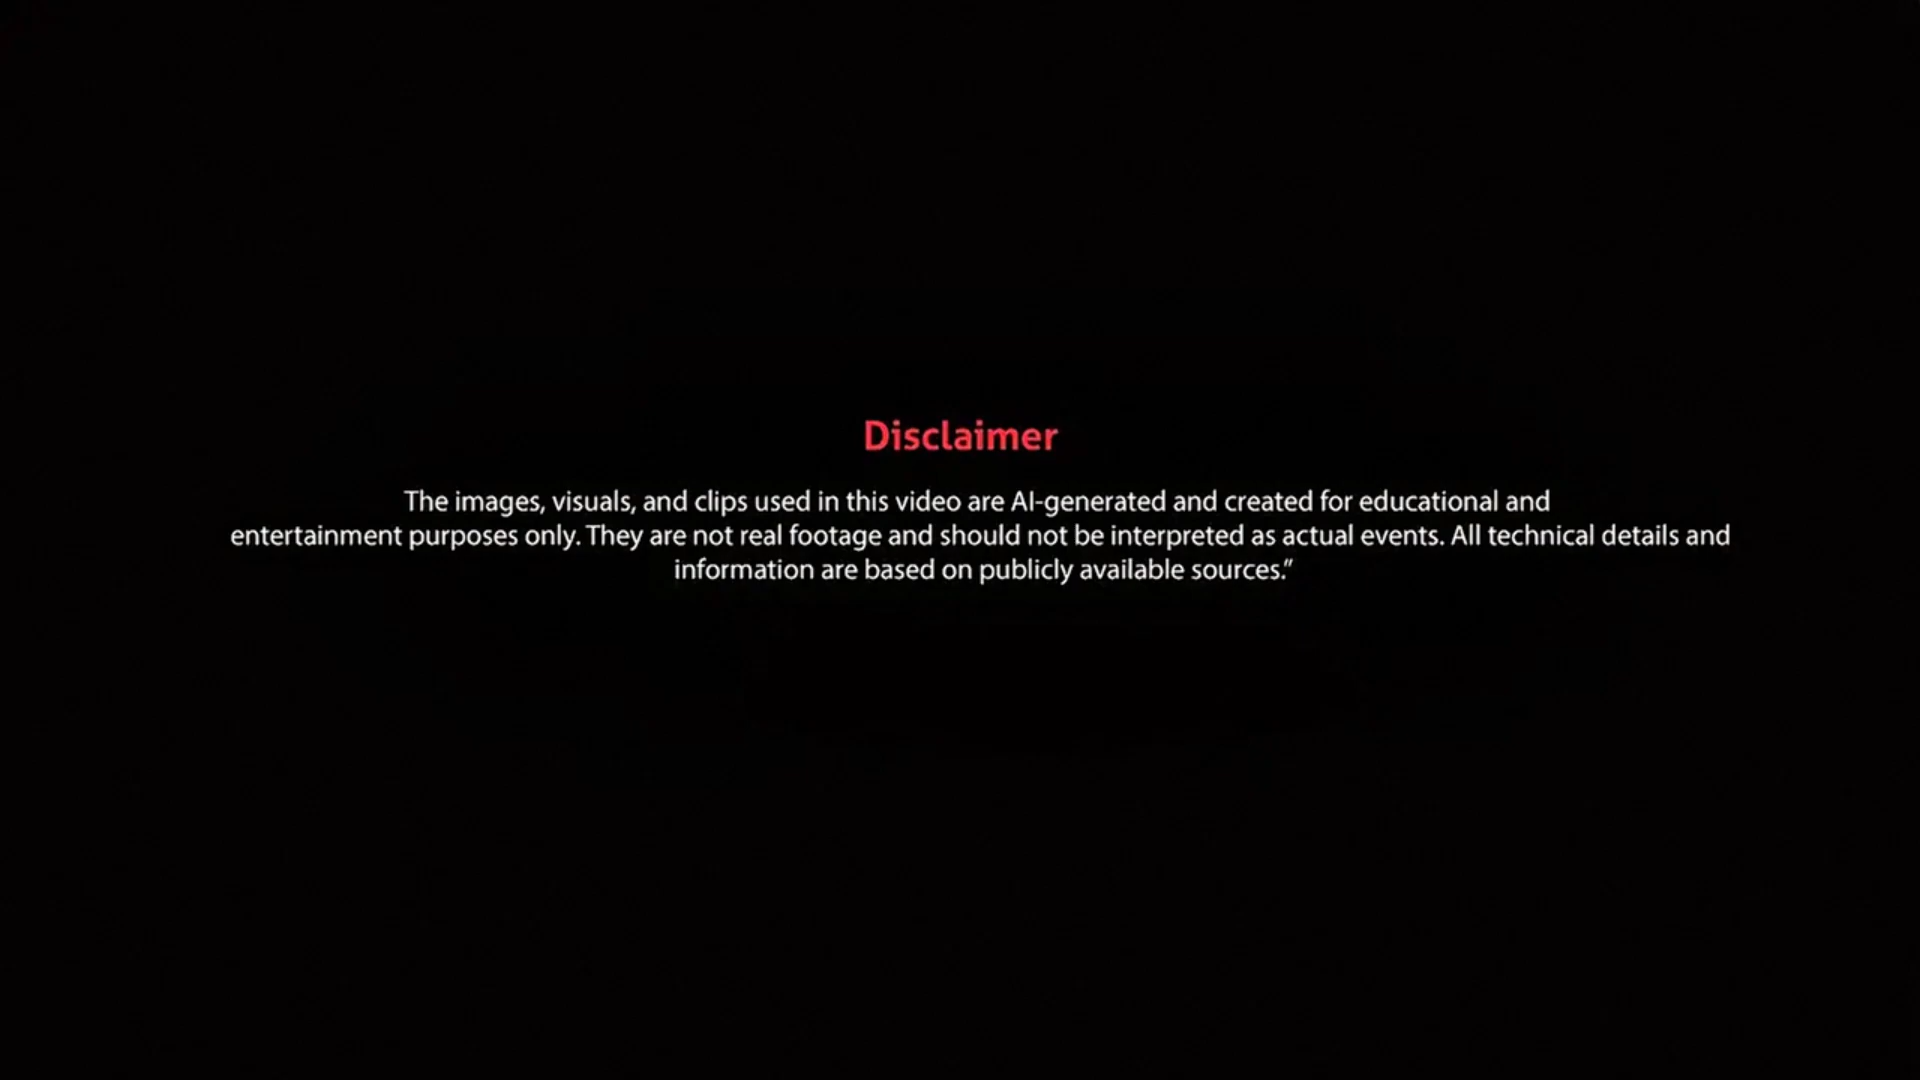 Disclaimer
The images, visuals, and clips used in this video are AI-generated and created for educational and
entertainment purposes only. They are not real footage and should not be interpreted as actual events. All technical details and
information are based on publicly available sources.”